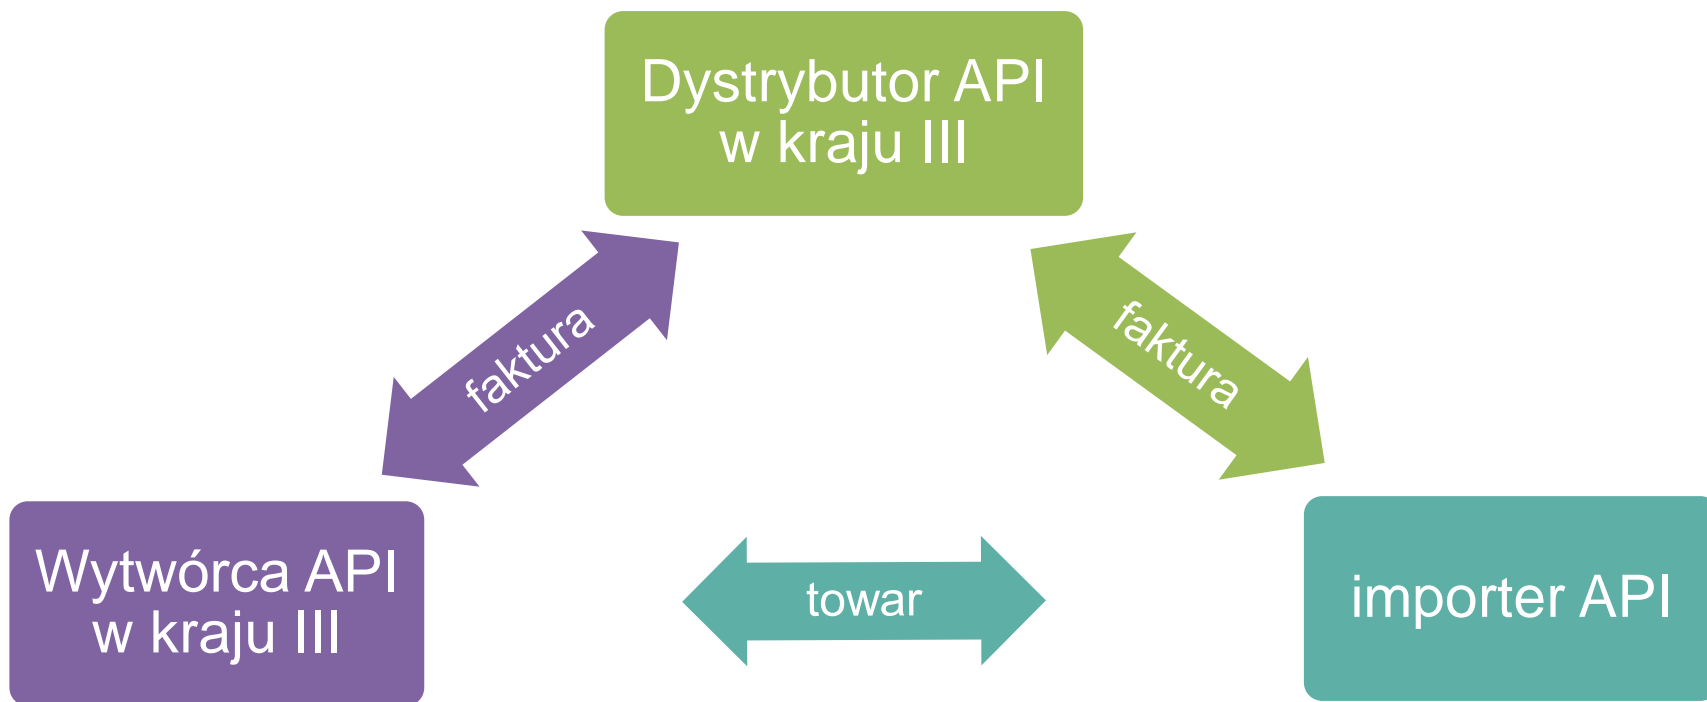 Dystrybutor API
w kraju III
faktura
faktura
Wytwórca API
w kraju III
towar
importer API